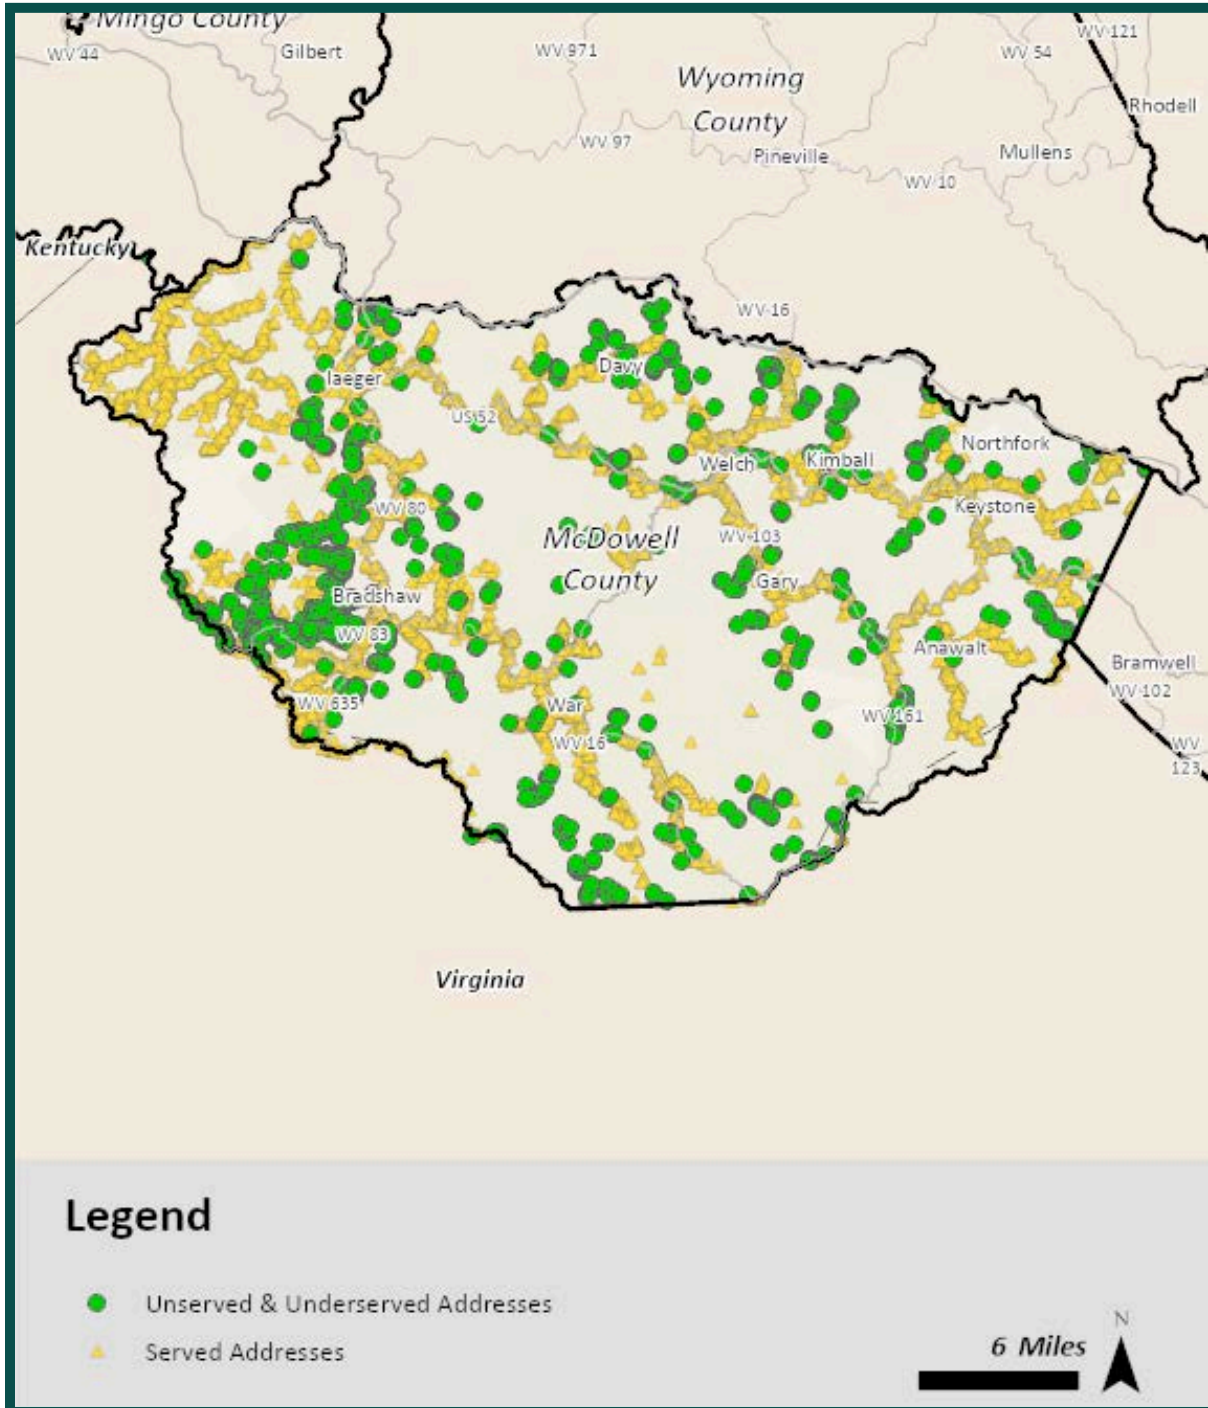 Mingo County
Gilbert
WV 44
WV 971
WV 54
WV-121
Wyoming
County
Rhodell
WV 97
Pineville
Mullens
WV 10
Kentucky
WV-16
Davy
Iaeger
US 52
Northfork
Welch
Kimball
WV 80
Keystone
WV-103
McDowell
County
Gary
Bradshaw
WV 83
Anawalt
Bramwell
WV-102
WV 635
War
WV 161
WV 16
WV
123
Virginia
Legend
Unserved & Underserved Addresses
Served Addresses
6 Miles
N